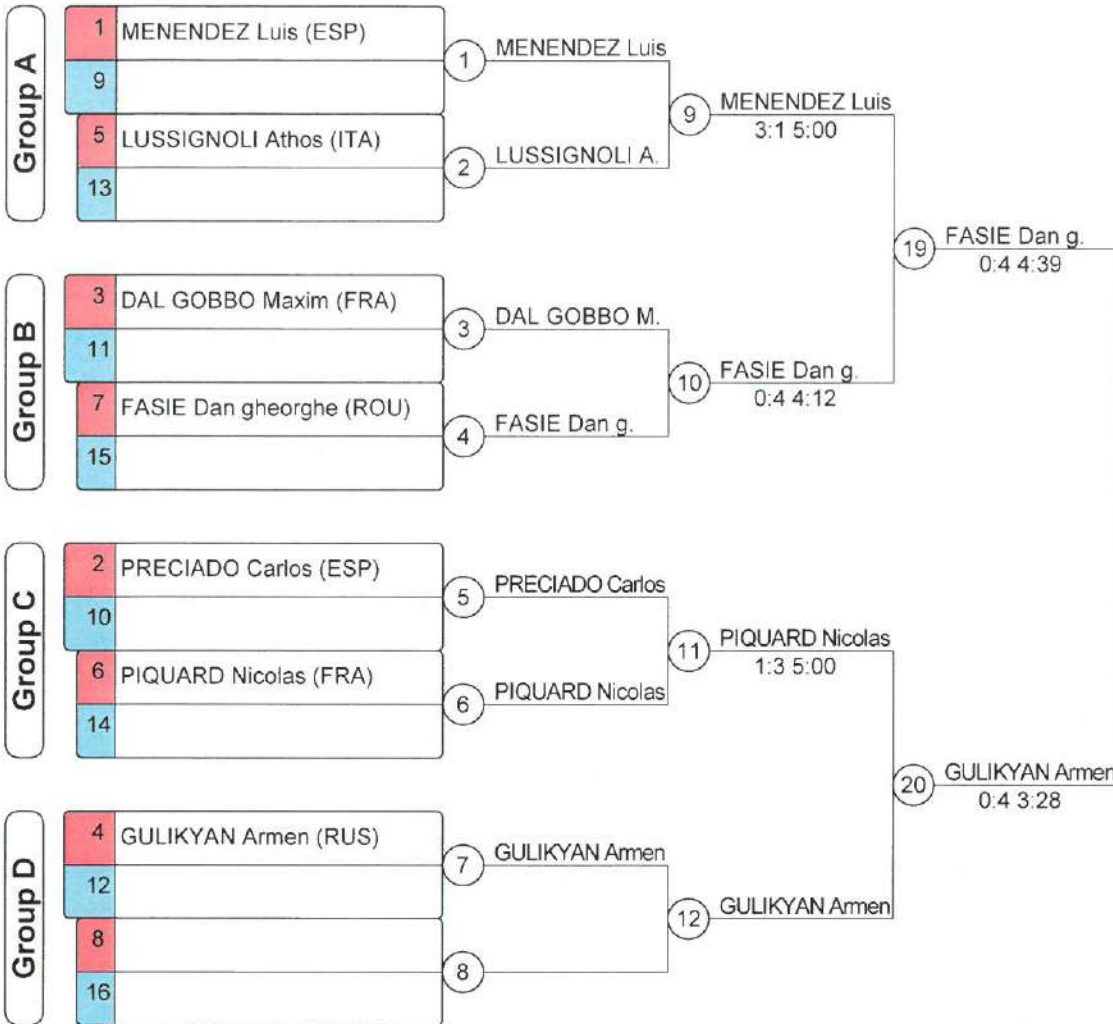 Group A
1 MENENDEZ Luis (ESP)
9
5 LUSSIGNOLI Athos (ITA)
13
1 MENENDEZ Luis
2 LUSSIGNOLI A.
9 MENENDEZ Luis
3:1 5:00
Group B
3 DAL GOBBO Maxim (FRA)
11
7 FASIE Dan gheorghe (ROU)
15
3 DAL GOBBO M.
4 FASIE Dan g.
10 FASIE Dan g.
0:4 4:12
19 FASIE Dan g.
0:4 4:39
Group C
2 PRECIADO Carlos (ESP)
10
6 PIQUARD Nicolas (FRA)
14
5 PRECIADO Carlos
6 PIQUARD Nicolas
11 PIQUARD Nicolas
1:3 5:00
Group D
4 GULIKYAN Armen (RUS)
12
8
16
7 GULIKYAN Armen
8
12 GULIKYAN Armen
20 GULIKYAN Armen
0:4 3:28